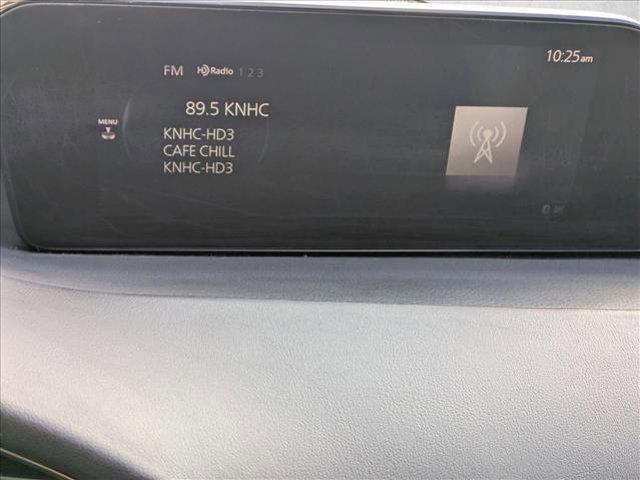 10:25am
FM HD Radio 1 2 3
89.5 KNHC
MENU
KNHC-HD3
CAFE CHILL
KNHC-HD3